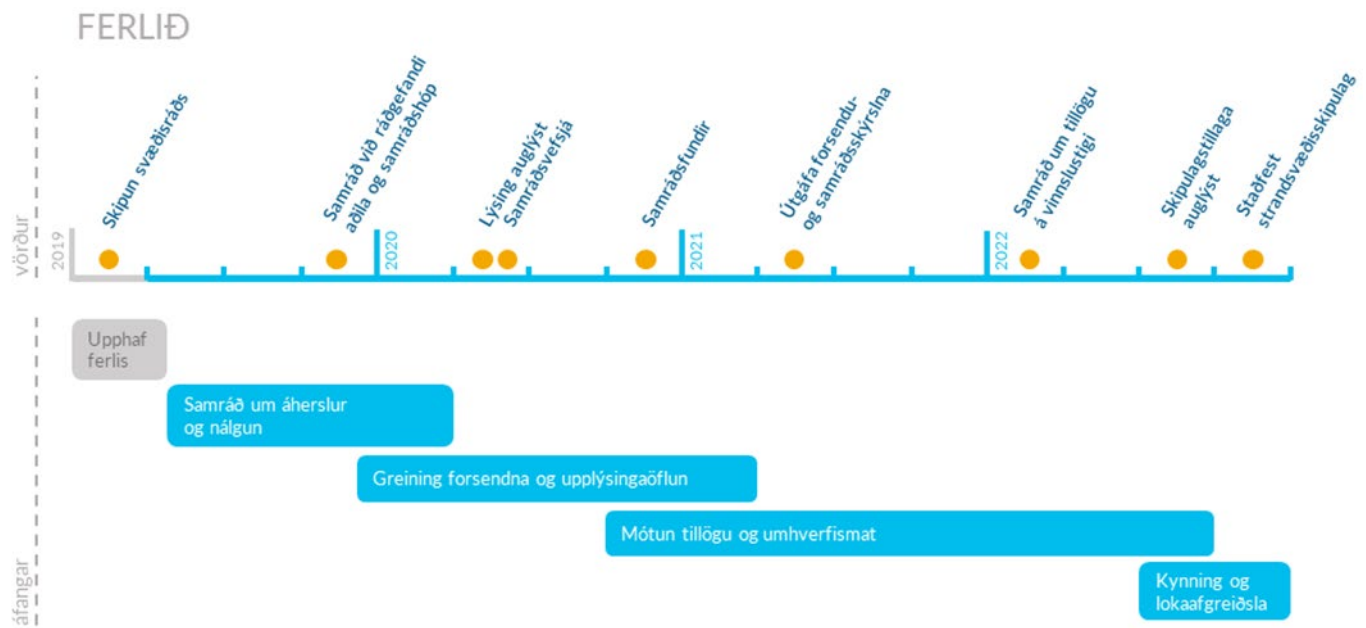 FERLIÐ
vörður
Skipun svæðisráðs
Samráð við ráðgefandi
aðila og samráðshóp
Lýsing auglýst
Samráðsvefsjá
Samráðsfundir
Útgáfa forsendu-
og samráðsskýrslna
Samráð um tillögu
á vinnslustigi
Skipulagstillaga
auglýst
Staðfest
strandsvæðisskipulag
2019
2020
2021
2022
áfangar
Upphaf
ferlis
Samráð um áherslur
og nálgun
Greining forsendna og upplýsingaöflun
Mótun tillögu og umhverfismat
Kynning og
lokaafgreiðsla